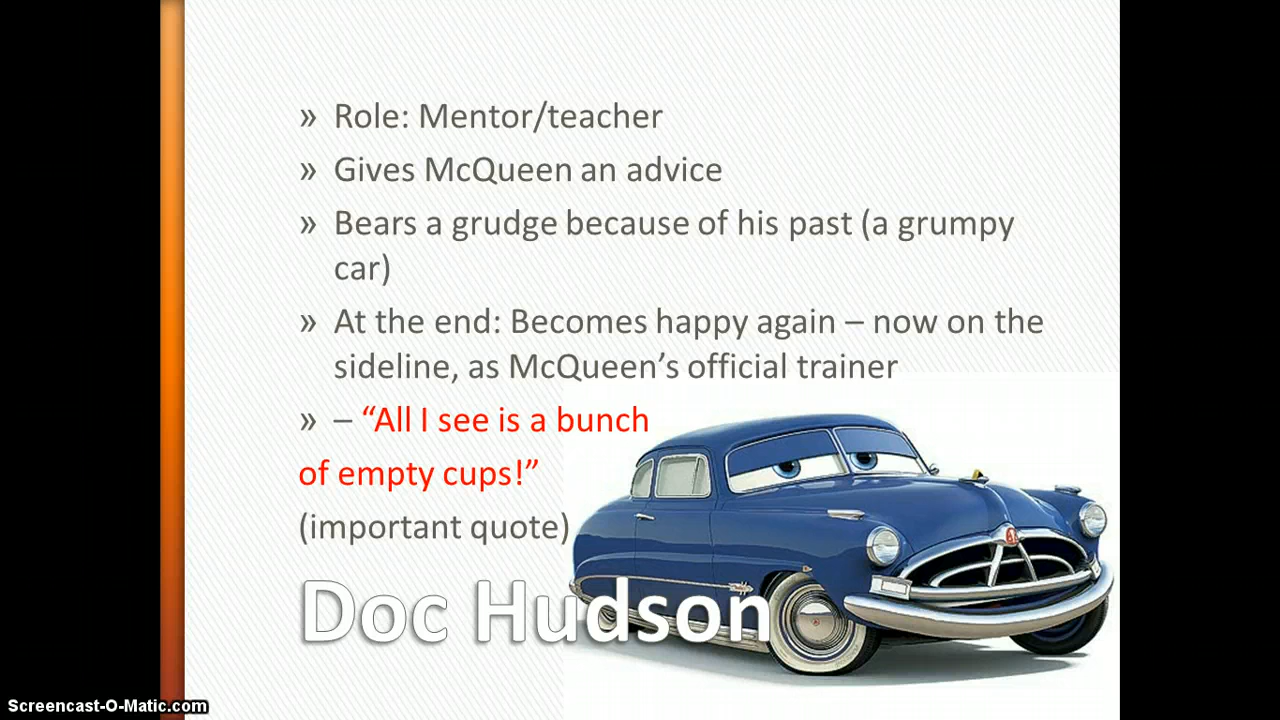 » Role: Mentor/teacher
» Gives McQueen an advice
» Bears a grudge because of his past (a grumpy
car)
» At the end: Becomes happy again – now on the
sideline, as McQueen’s official trainer
» – “All I see is a bunch
of empty cups!”
(important quote)
Doc Hudson
Screencast-O-Matic.com